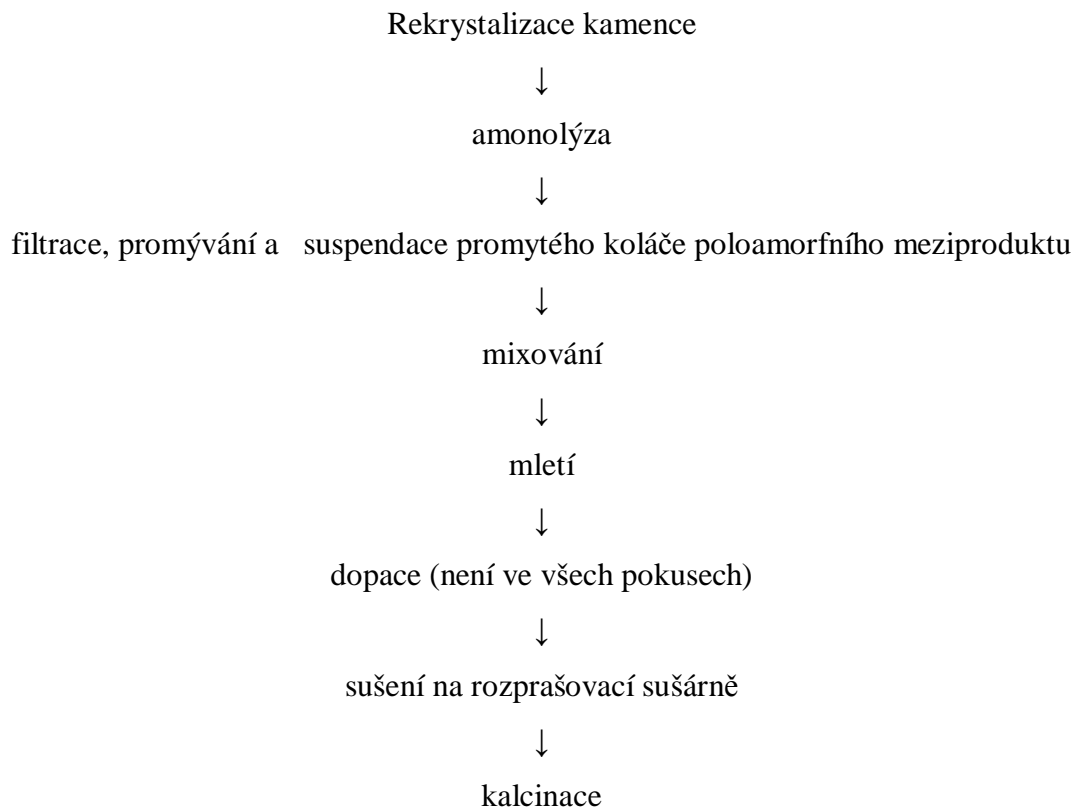 Rekrystalizace kamence
↓
amonolýza
↓
filtrace, promývání a suspendace promytého koláče poloamorfního meziproduktu
↓
mixování
↓
mletí
↓
dopace (není ve všech pokusech)
↓
sušení na rozprašovací sušárně
↓
kalcinace